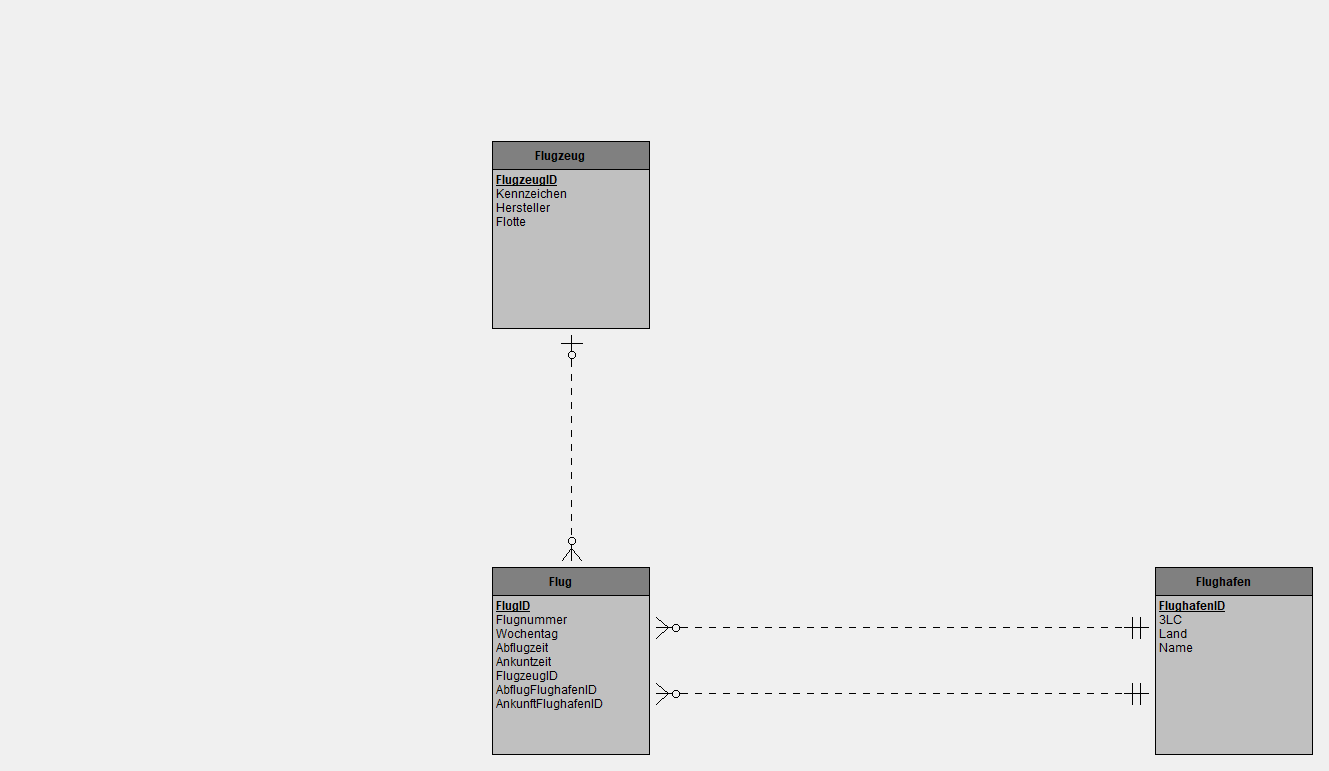 Flugzeug
FlugzeugID
Kennzeichen
Hersteller
Flotte
Flug
FlugID
Flugnummer
Wochentag
Abflugzeit
Ankuntzeit
FlugzeugID
AbflugFlughafenID
AnkunftFlughafenID
Flughafen
FlughafenID
3LC
Land
Name